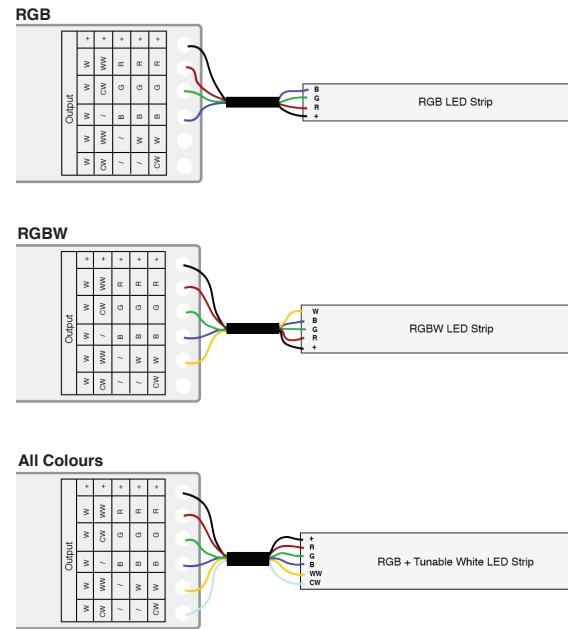 RGB
Output
W W W W W +
CW WW / CW WW +
/ / B G R +
/ W B G R +
CW W B G R +
B
G
R
+
RGB LED Strip
RGBW
Output
W W W W W +
CW WW / CW WW +
/ / B G R +
/ W B G R +
CW W B G R +
W
B
G
R
+
RGBW LED Strip
All Colours
Output
W W W W W +
CW WW / CW WW +
/ / B G R +
/ W B G R +
CW W B G R +
+
R
G
B
WW
CW
RGB + Tunable White LED Strip